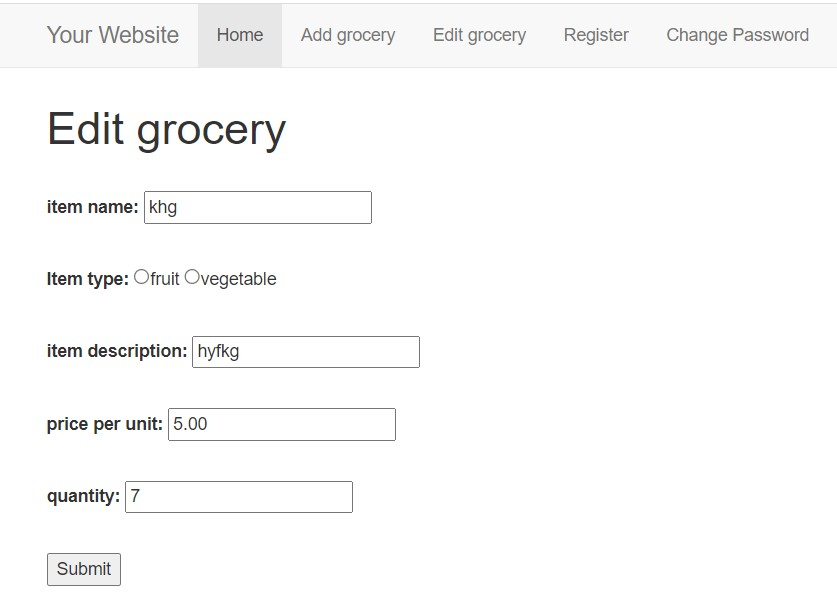 Your Website Home Add grocery Edit grocery Register Change Password
Edit grocery
item name: khg
Item type: fruit vegetable
item description: hyfkg
price per unit: 5.00
quantity: 7
Submit